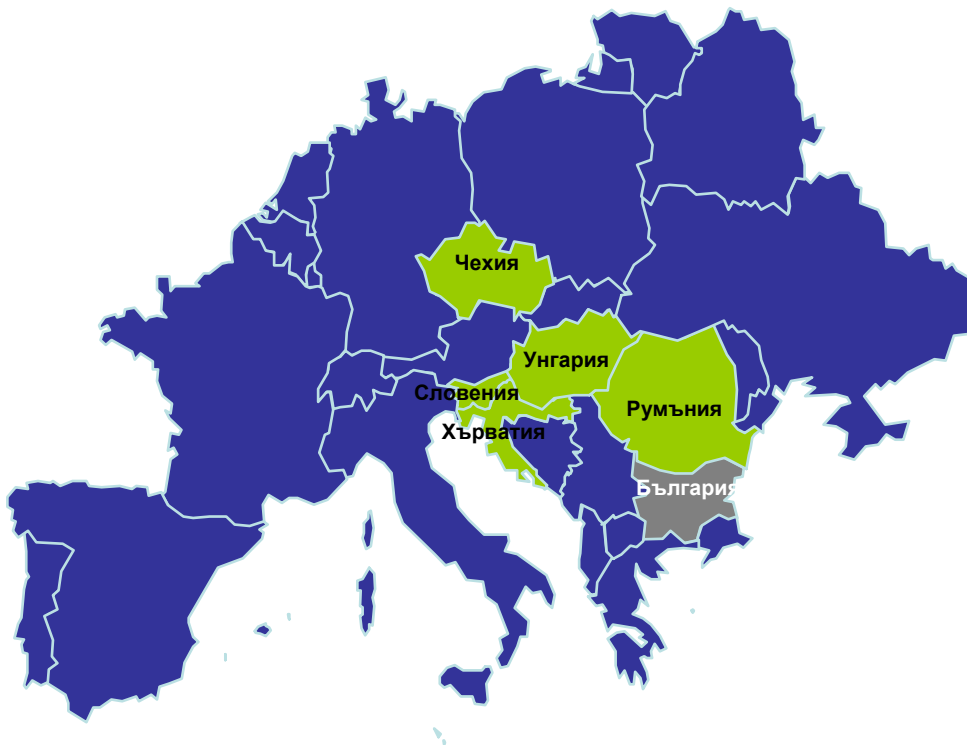 Чехия
Унгария
Словения
Румъния
Хърватия
България